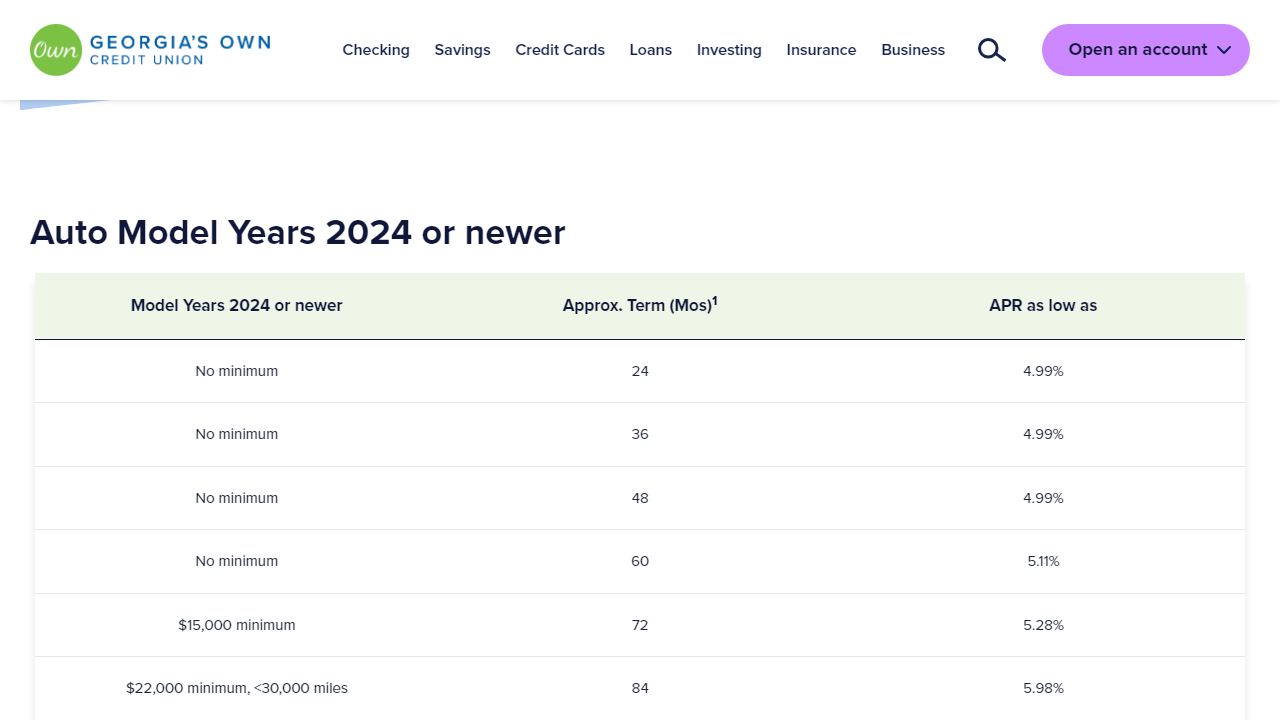 Own GEORGIA'S OWN
CREDIT UNION
Checking Savings Credit Cards Loans Investing Insurance Business Open an account
Auto Model Years 2024 or newer
Model Years 2024 or newer Approx. Term (Mos)¹ APR as low as
No minimum 24 4.99%
No minimum 36 4.99%
No minimum 48 4.99%
No minimum 60 5.11%
$15,000 minimum 72 5.28%
$22,000 minimum, <30,000 miles 84 5.98%